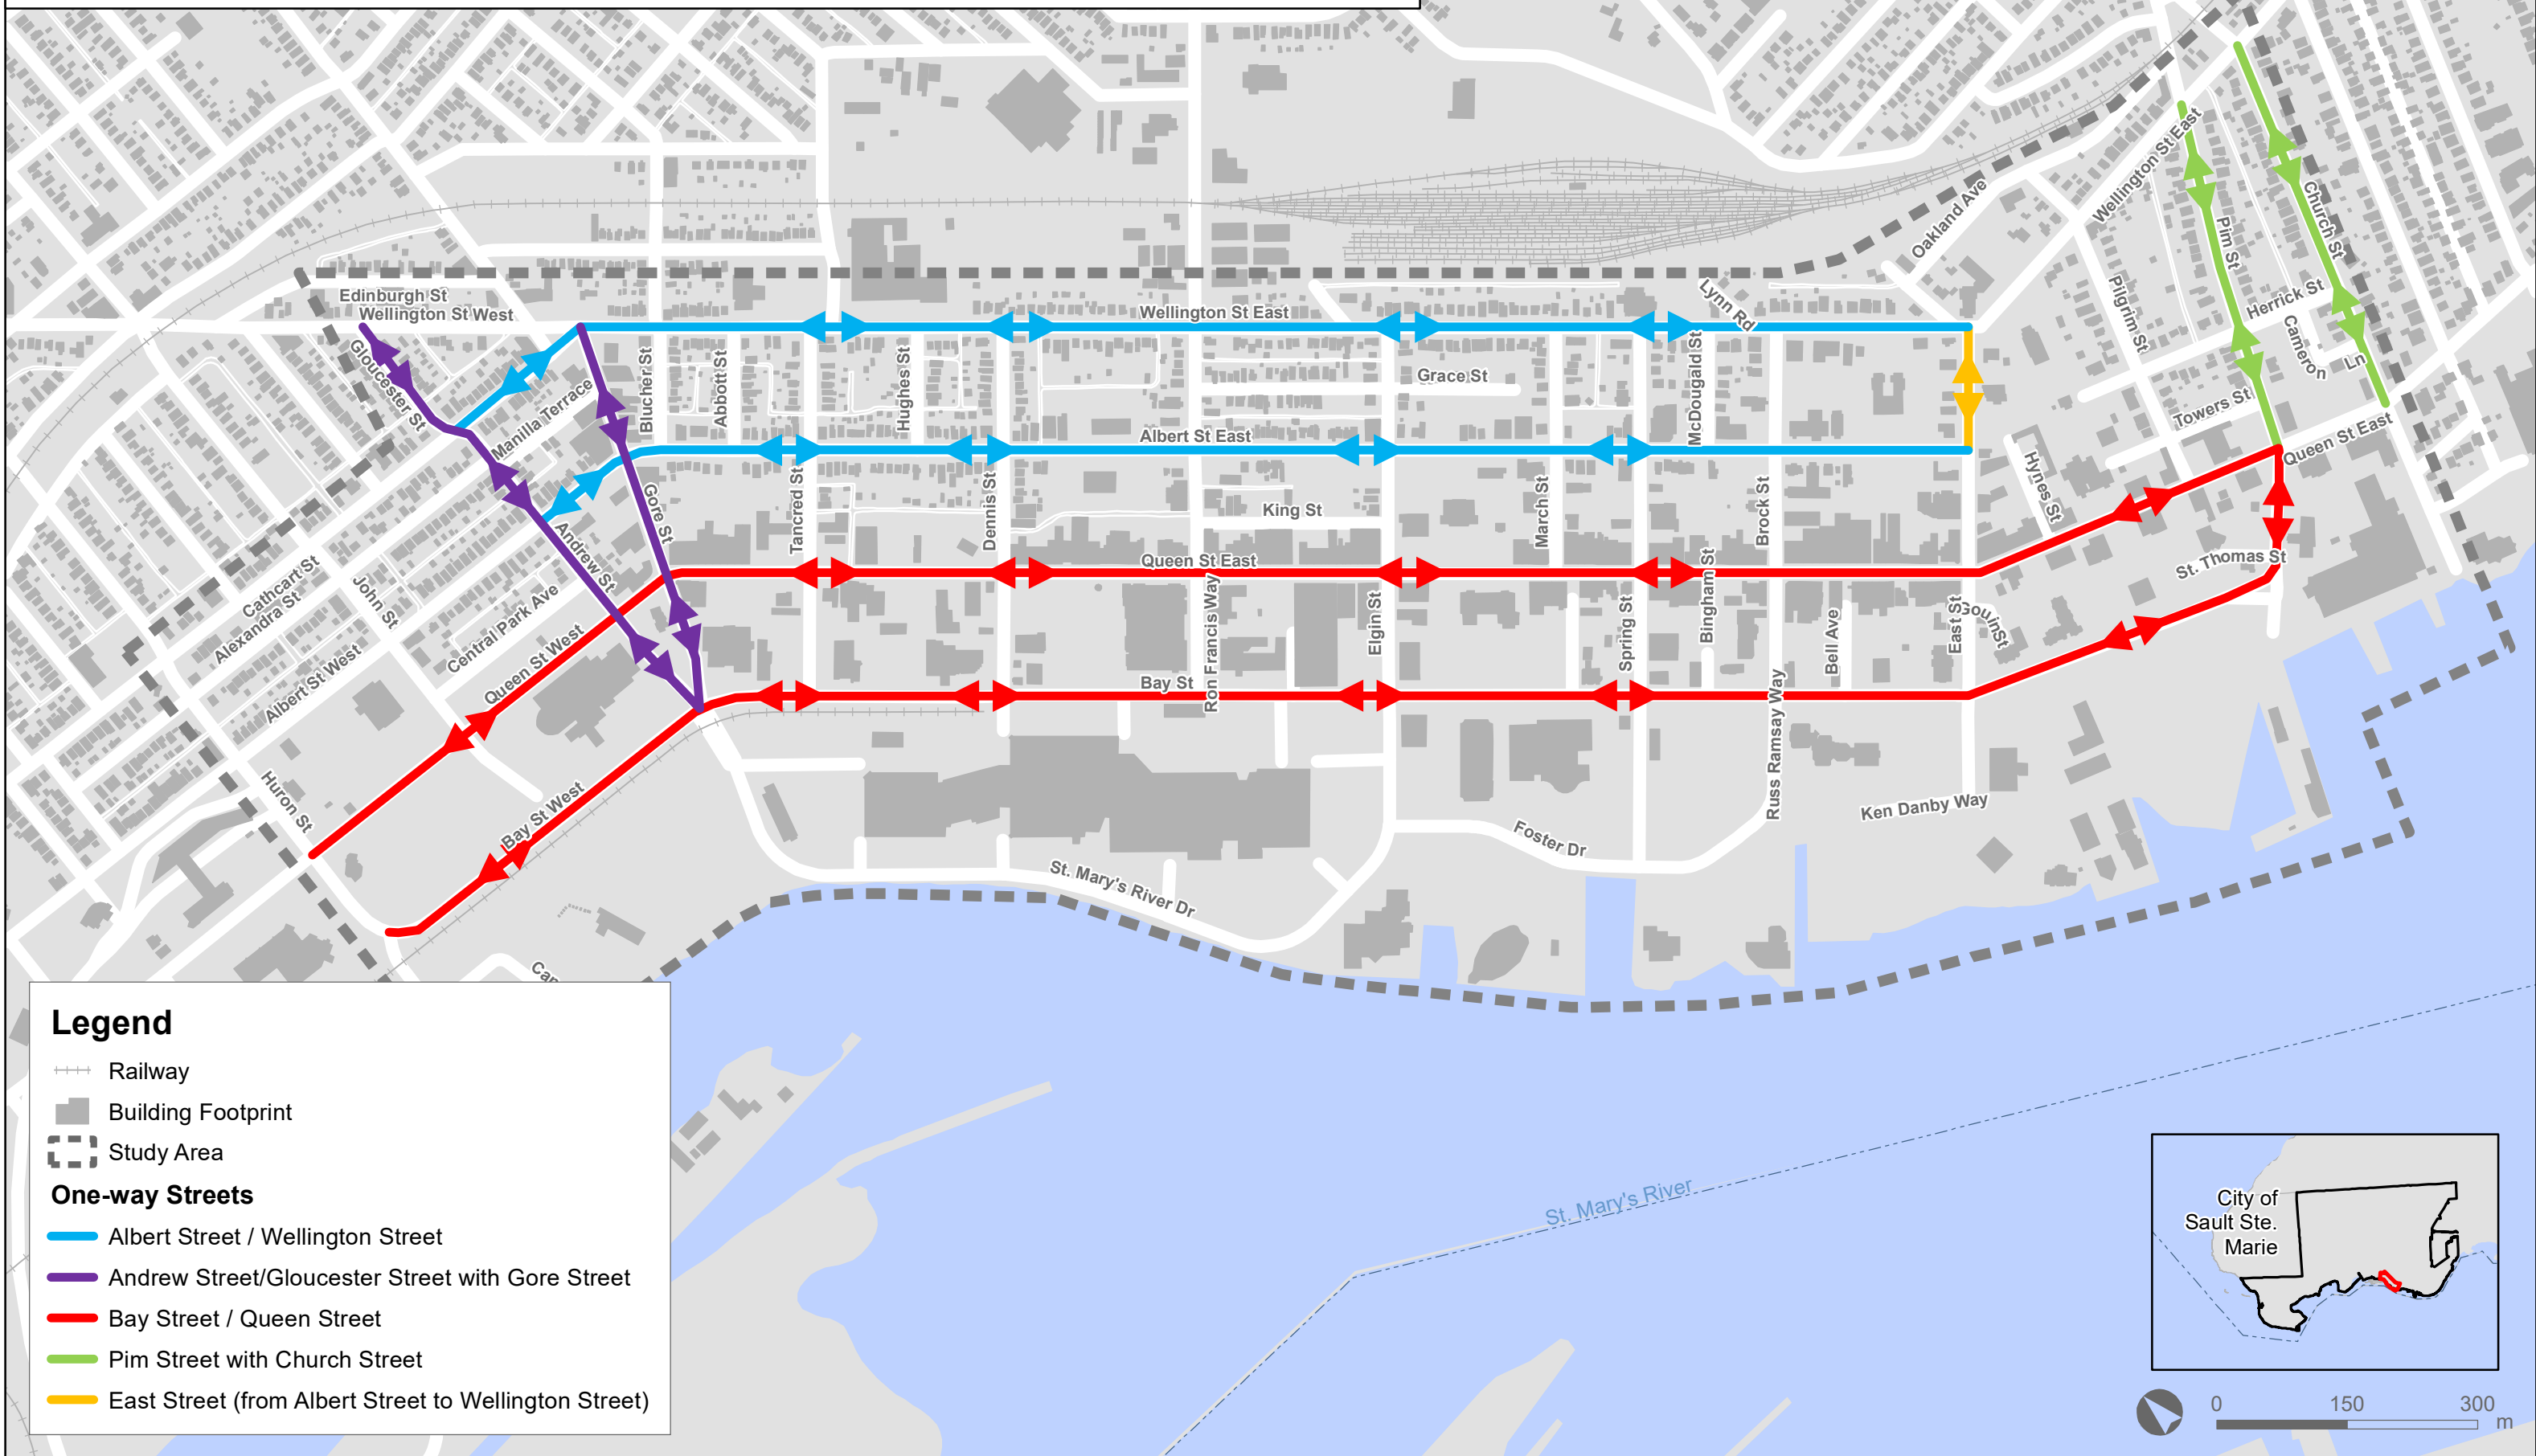 Edinburgh St
Wellington St West
Wellington St East
Lynn Rd
Oakland Ave
Wellington St East
Pim St
Church St
Herrick St
Pilgrim St
Cameron
Ln
Towers St
Queen St East
Gloucester St
Manilla Terrace
Blucher St
Abbott St
Hughes St
Grace St
McDougald St
Albert St East
Gore St
Tancred St
Dennis St
King St
March St
Brock St
Hynes St
Andrew St
Queen St East
St. Thomas St
Cathcart St
Alexandra St
Albert St West
John St
Central Park Ave
Queen St West
Ron Francis Way
Elgin St
Spring St
Bingham St
Bell Ave
East St
GouinSt
Bay St
Russ Ramsay Way
Huron St
Bay St West
Ken Danby Way
Foster Dr
St. Mary's River Dr
St. Mary's River
Legend
Railway
Building Footprint
Study Area
One-way Streets
Albert Street / Wellington Street
Andrew Street/Gloucester Street with Gore Street
Bay Street / Queen Street
Pim Street with Church Street
East Street (from Albert Street to Wellington Street)
City of
Sault Ste.
Marie
0 150 300
m